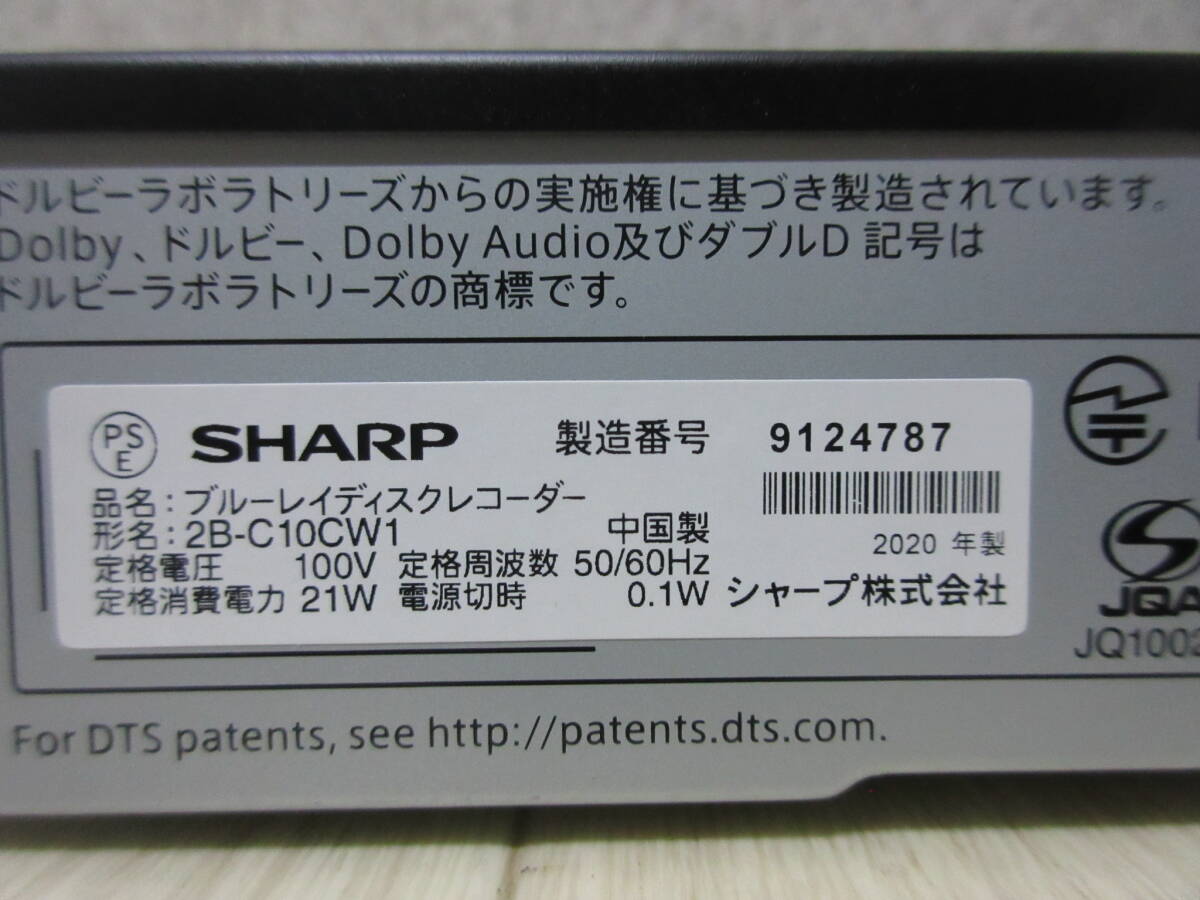 ドルビーラボラトリーズからの実施権に基づき製造されています。
Dolby、ドルビー、Dolby Audio及びダブルD 記号は
ドルビーラボラトリーズの商標です。
PS E SHARP 製造番号 9124787
品名：ブルーレイディスクレコーダー
形名：2B-C10CW1 中国製 2020 年製
定格電圧 100V 定格周波数 50/60Hz
定格消費電力 21W 電源切時 0.1W シャープ株式会社
JQA
JQ1002
For DTS patents, see http://patents.dts.com.